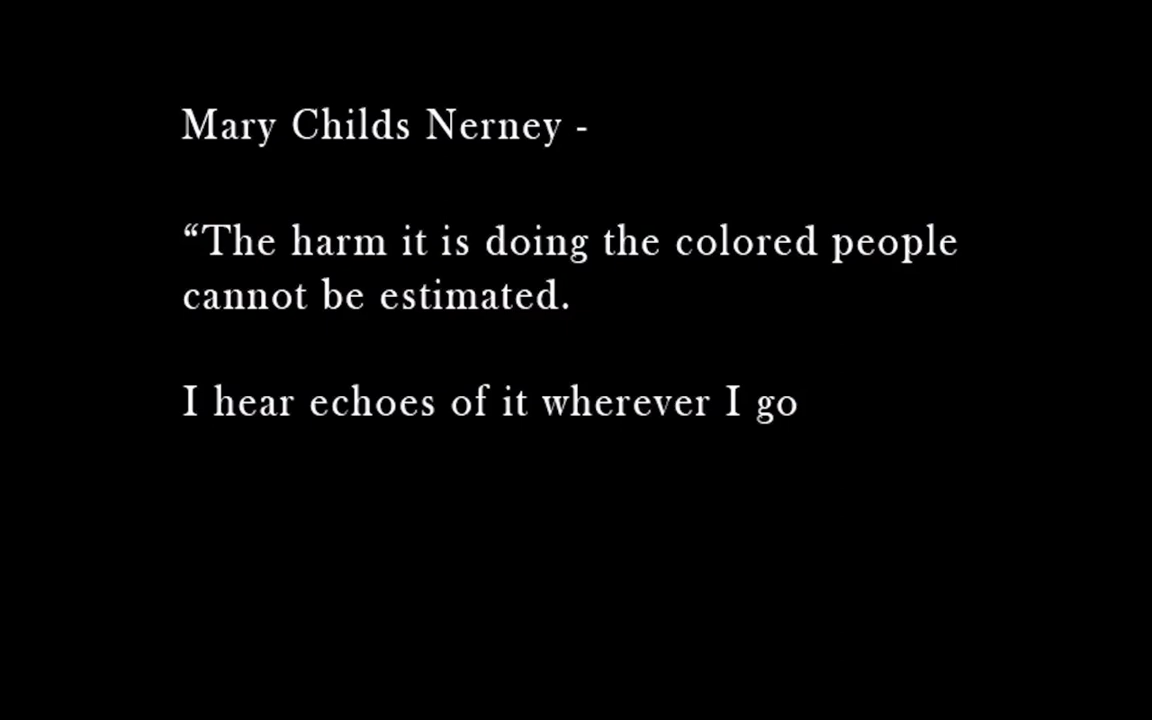 Mary Childs Nerney -
“The harm it is doing the colored people
cannot be estimated.
I hear echoes of it wherever I go